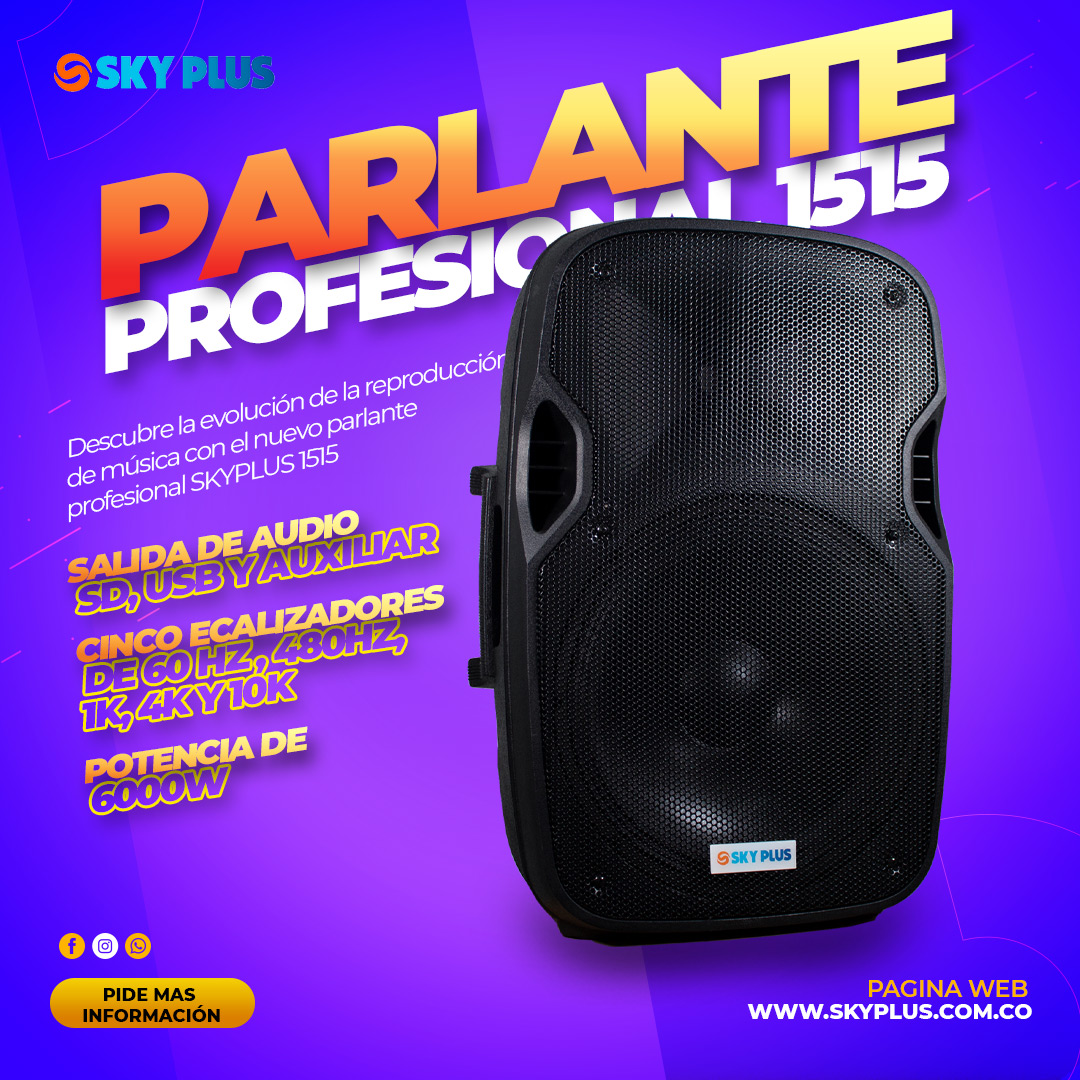 SKY PLUS
PARLANTE
PROFESIONAL 1515
Descubre la evolución de la reproducción
de música con el nuevo parlante
profesional SKYPLUS 1515
SALIDA DE AUDIO
SD, USB Y AUXILIAR
CINCO ECALIZADORES
DE 60 HZ , 480HZ,
1K, 4K Y 10K
POTENCIA DE
6000W
SKY PLUS
PIDE MAS
INFORMACIÓN
PAGINA WEB
WWW.SKYPLUS.COM.CO